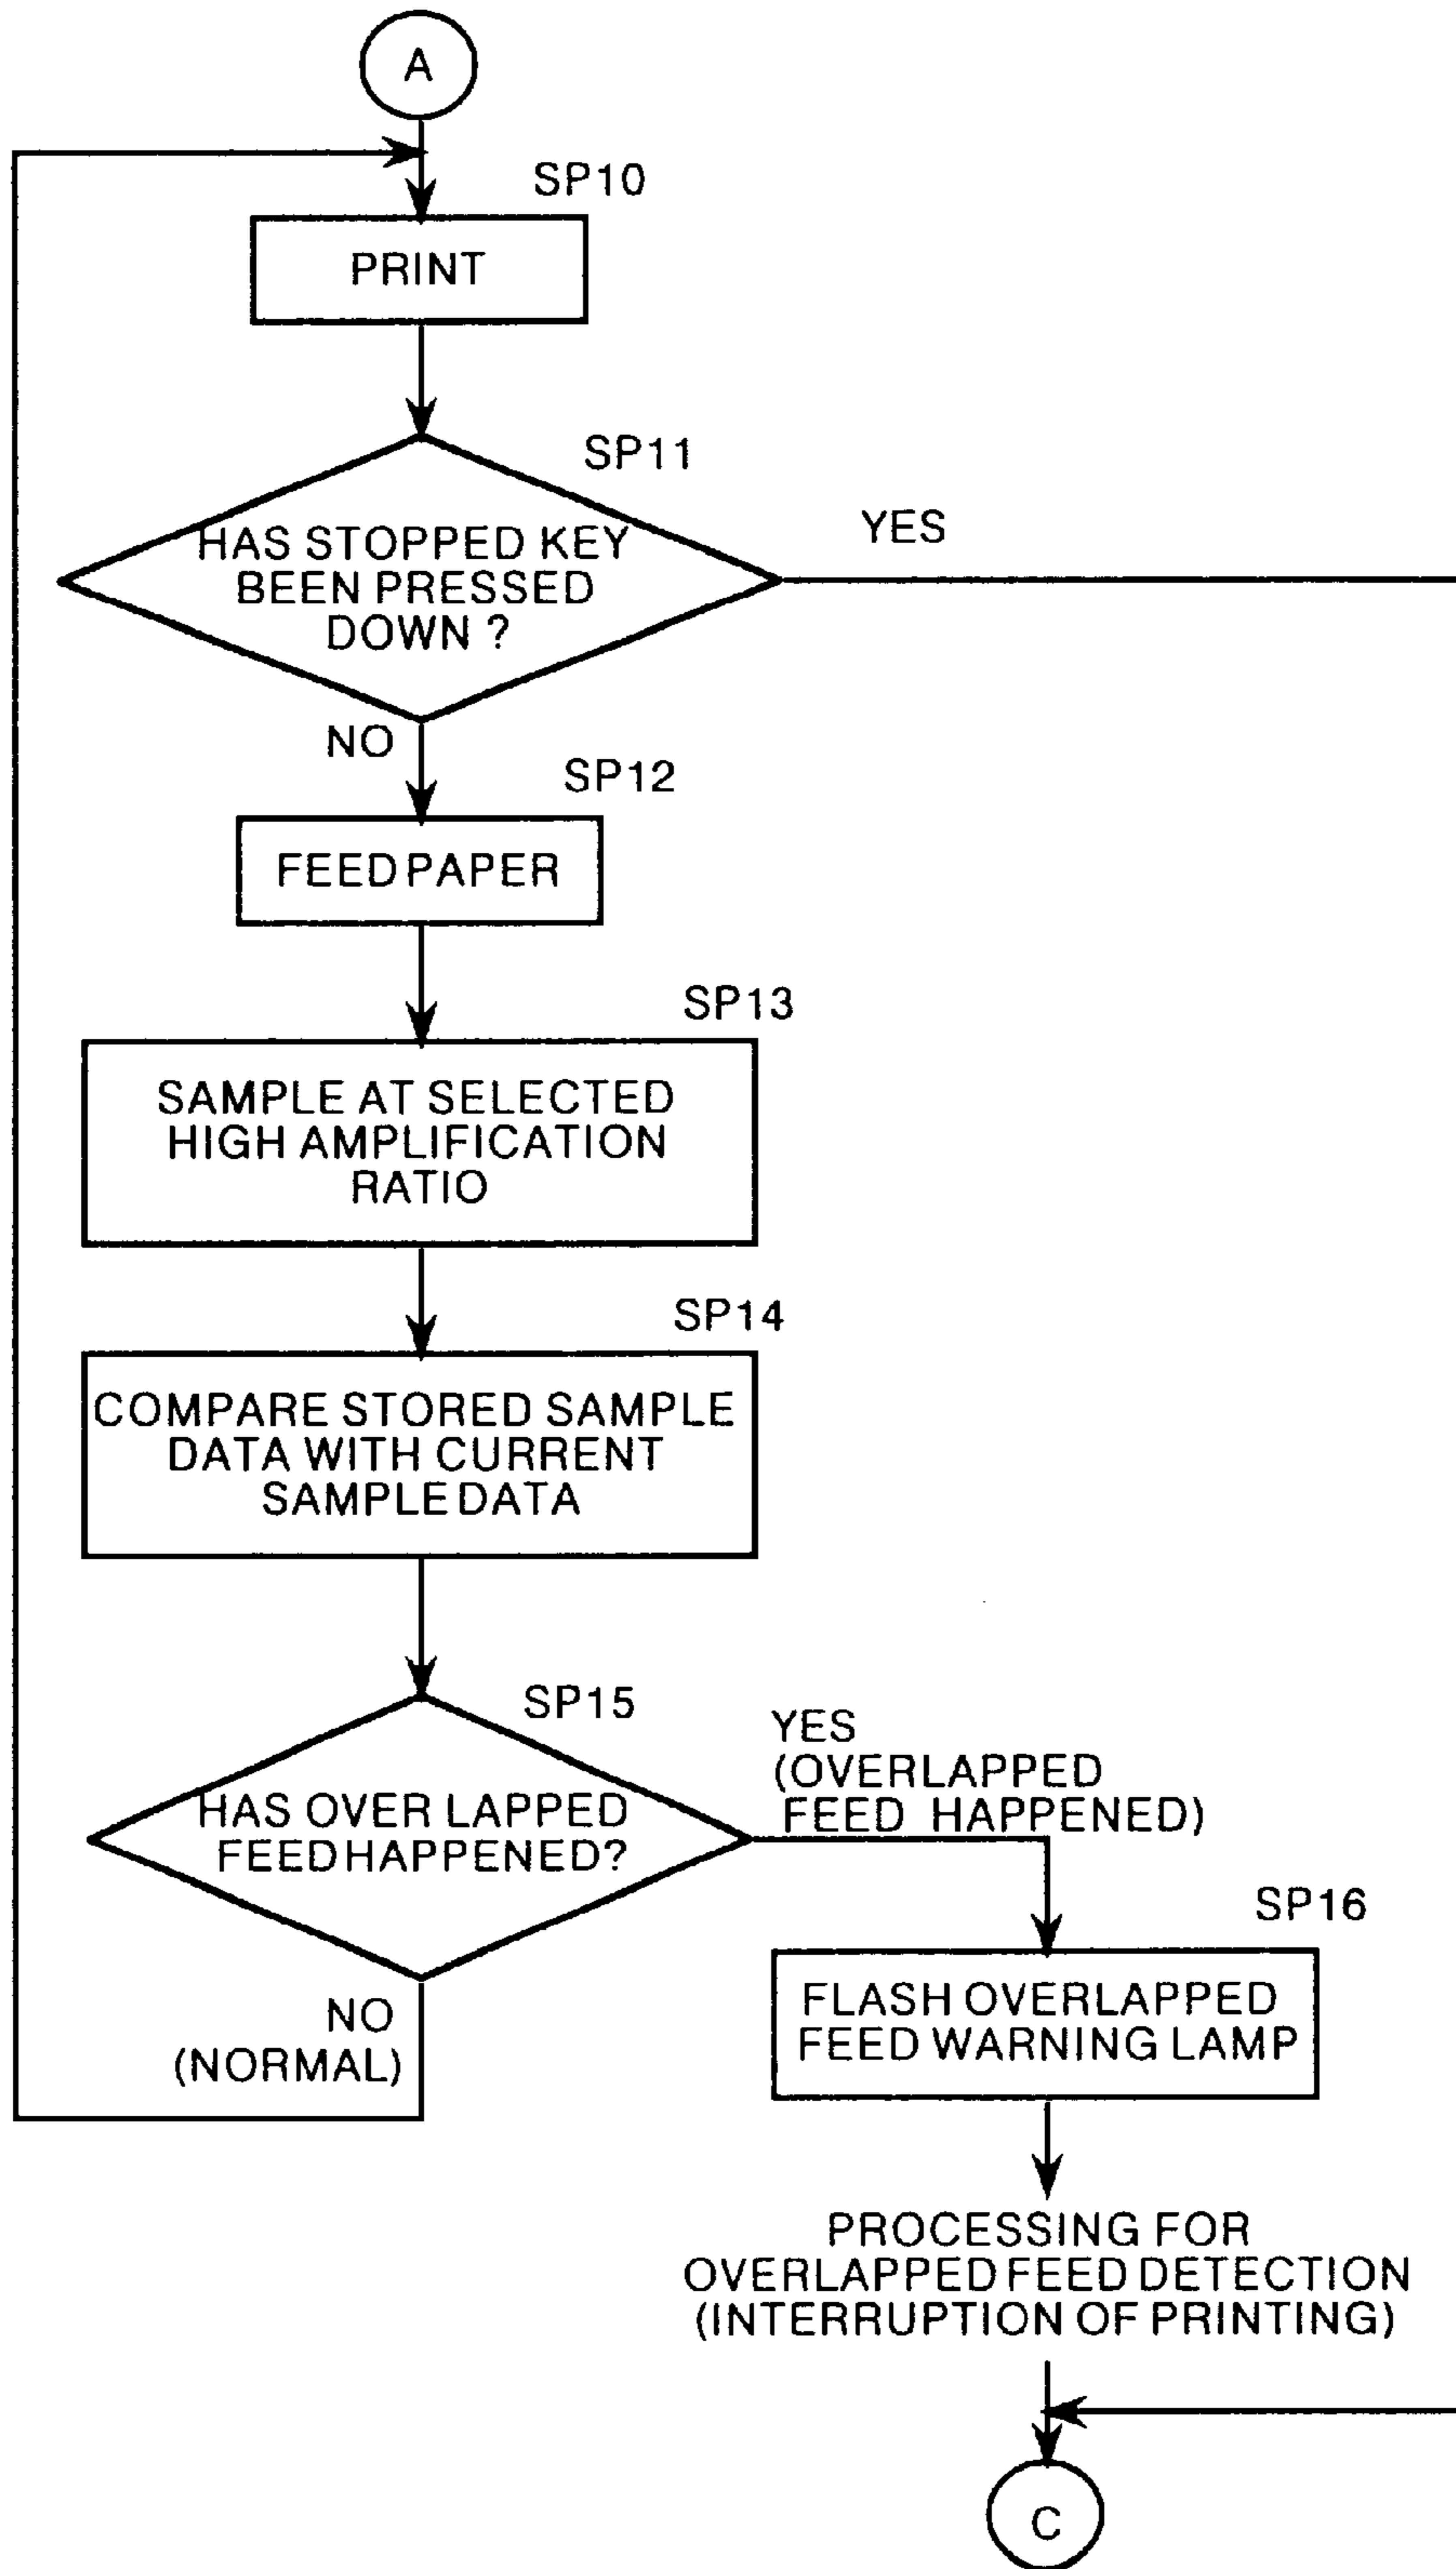 A
SP10
PRINT
SP11
HAS STOPPED KEY
BEEN PRESSED
DOWN ?
YES
NO
SP12
FEED PAPER
SP13
SAMPLE AT SELECTED
HIGH AMPLIFICATION
RATIO
SP14
COMPARE STORED SAMPLE
DATA WITH CURRENT
SAMPLE DATA
SP15
HAS OVER LAPPED
FEED HAPPENED?
YES
(OVERLAPPED
FEED HAPPENED)
NO
(NORMAL)
SP16
FLASH OVERLAPPED
FEED WARNING LAMP
PROCESSING FOR
OVERLAPPED FEED DETECTION
(INTERRUPTION OF PRINTING)
C